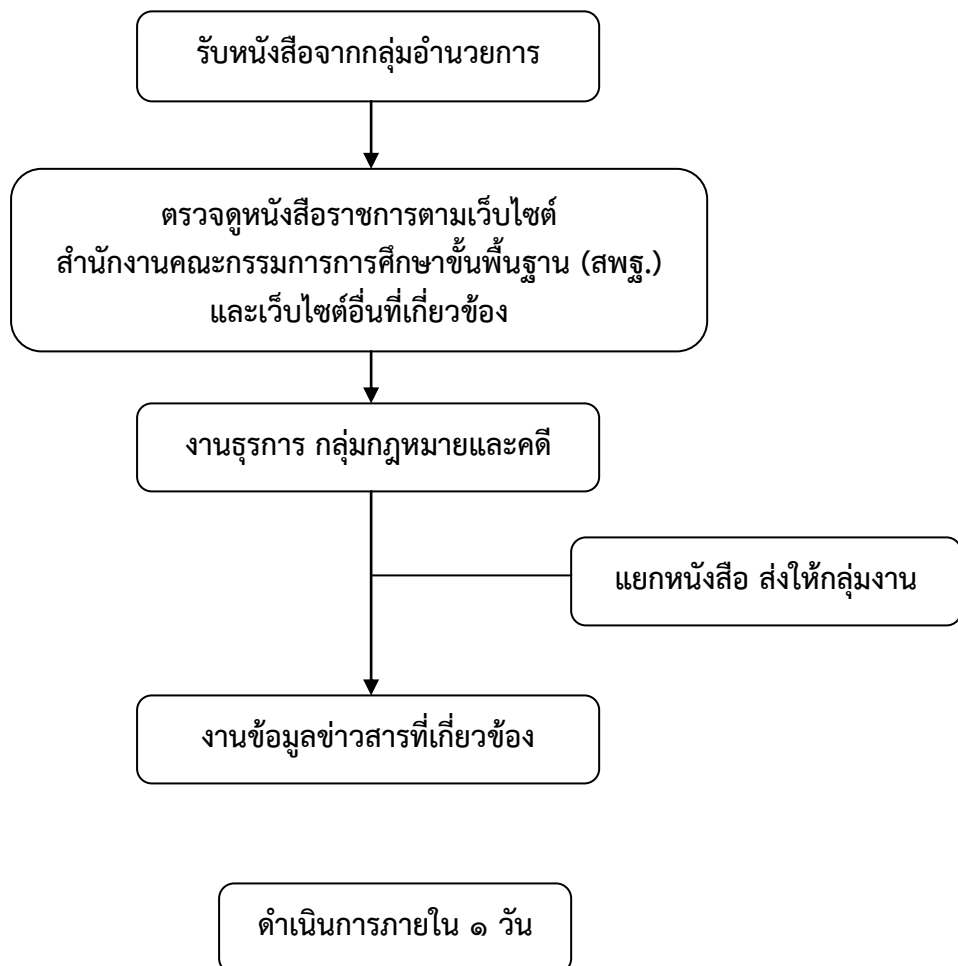 รับหนังสือจากกลุ่มอำนวยการ
ตรวจดูหนังสือราชการตามเว็บไซต์
สำนักงานคณะกรรมการการศึกษาขั้นพื้นฐาน (สพฐ.)
และเว็บไซต์อื่นที่เกี่ยวข้อง
งานธุรการ กลุ่มกฎหมายและคดี
แยกหนังสือ ส่งให้กลุ่มงาน
งานข้อมูลข่าวสารที่เกี่ยวข้อง
ดำเนินการภายใน ๑ วัน